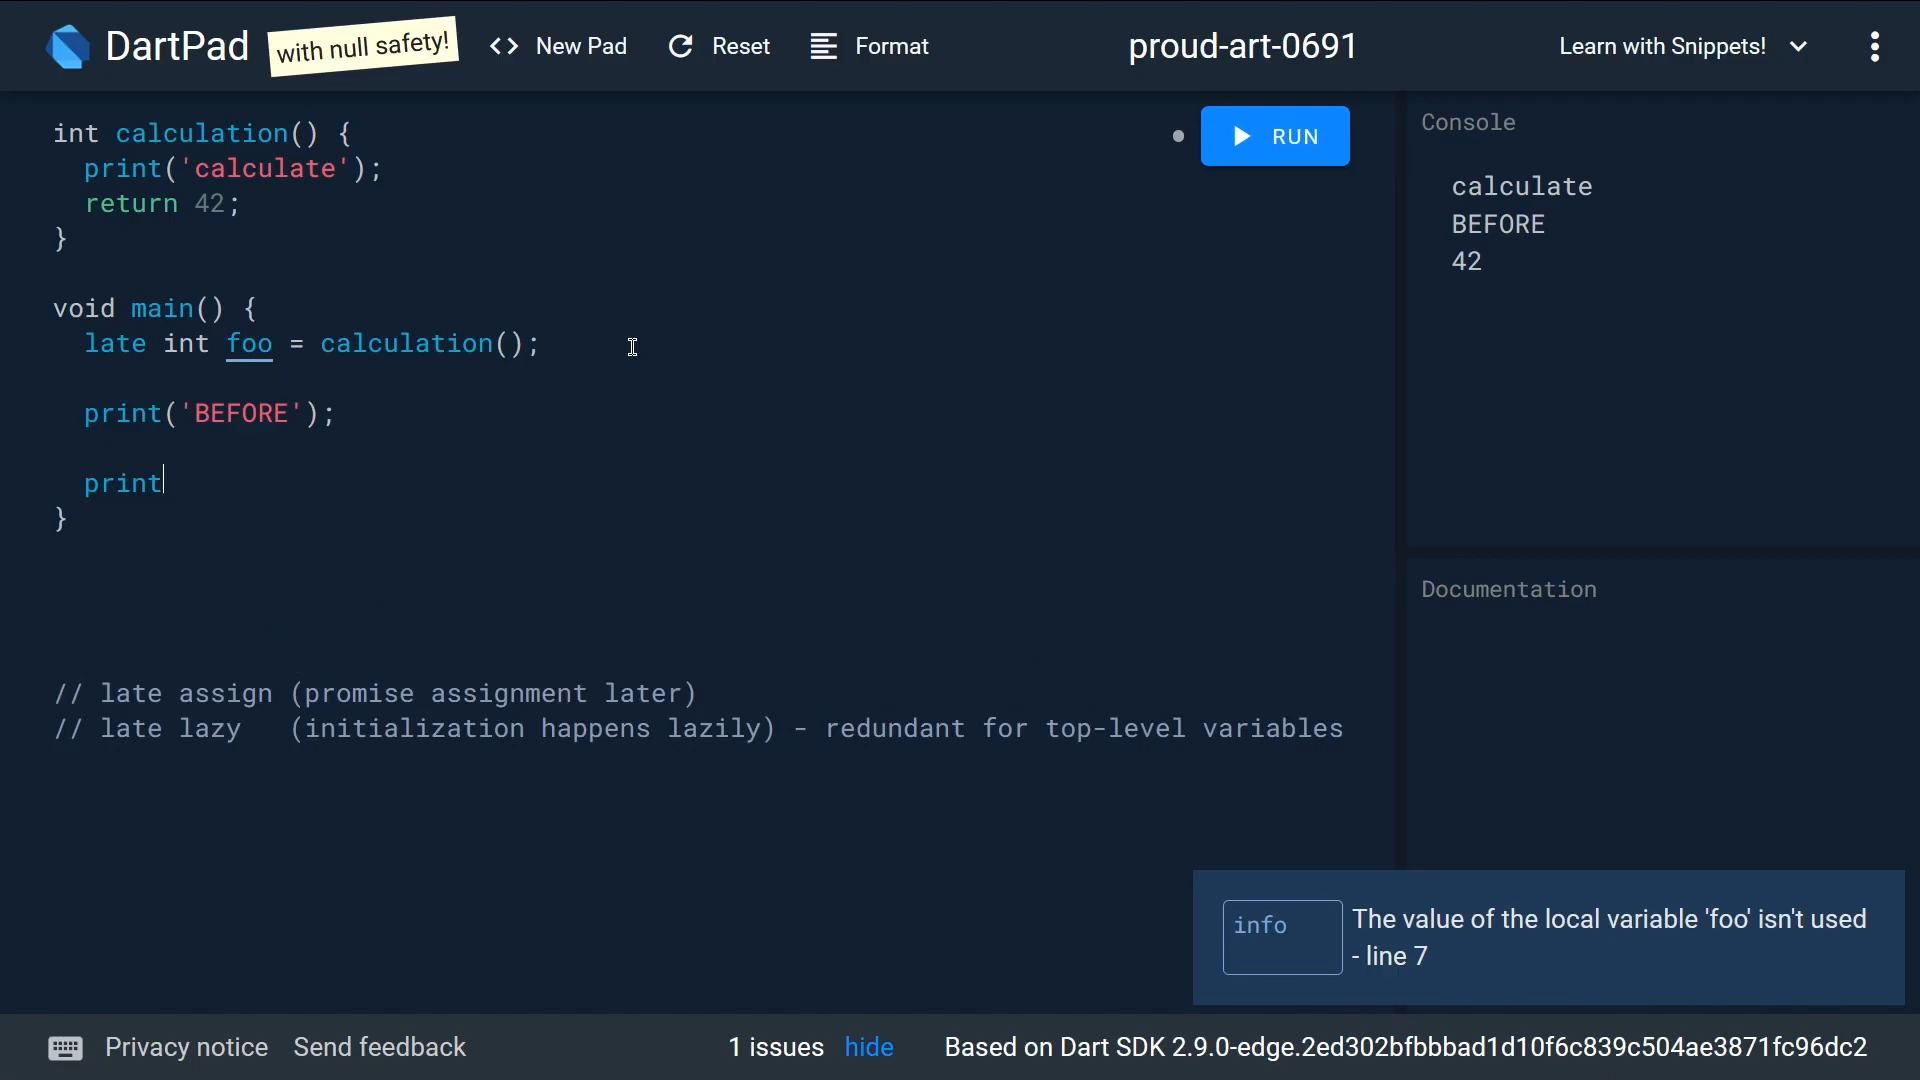 DartPad with null safety! <> New Pad Reset Format proud-art-0691 Learn with Snippets!
int calculation() {
  print('calculate');
  return 42;
}
RUN
void main() {
  late int foo = calculation();
  print('BEFORE');
  print
}
// late assign (promise assignment later)
// late lazy   (initialization happens lazily) - redundant for top-level variables
Console
calculate
BEFORE
42
Documentation
info
The value of the local variable 'foo' isn't used
- line 7
Privacy notice Send feedback 1 issues hide Based on Dart SDK 2.9.0-edge.2ed302bfbbbad1d10f6c839c504ae3871fc96dc2